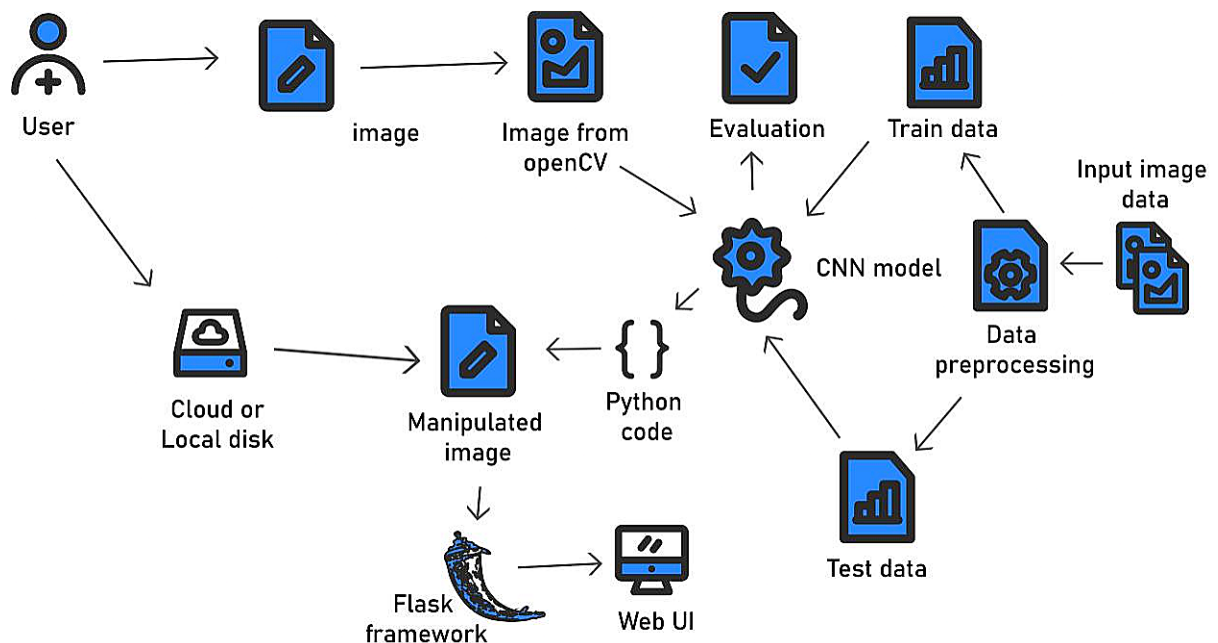 User
image
Image from
openCV
Evaluation
Train data
Input image
data
CNN model
Data
preprocessing
Cloud or
Local disk
Manipulated
image
Python
code
Test data
Flask
framework
Web UI